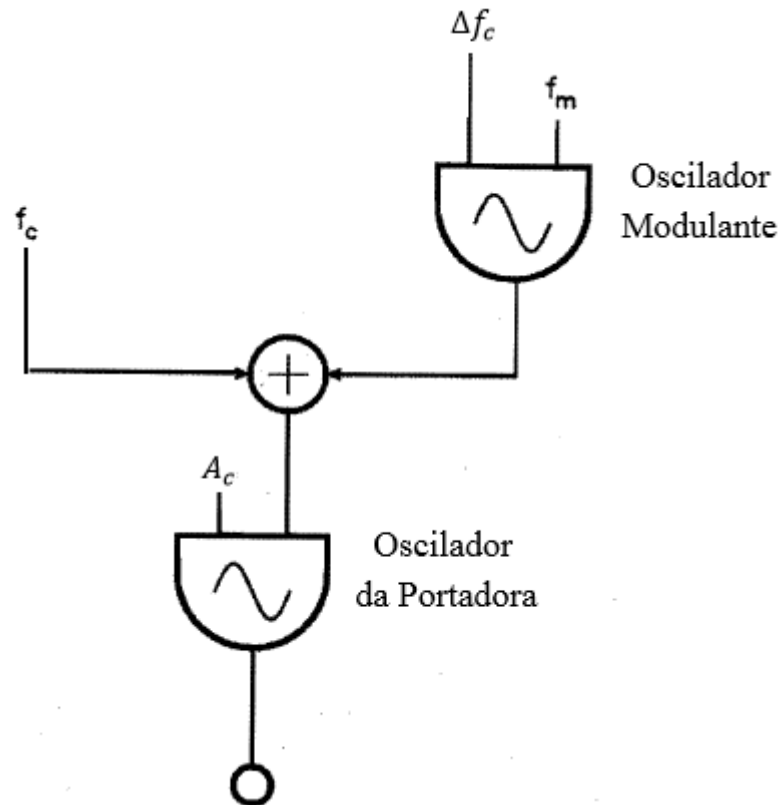 Δf_c
f_m
Oscilador
Modulante
f_c
A_c
Oscilador
da Portadora